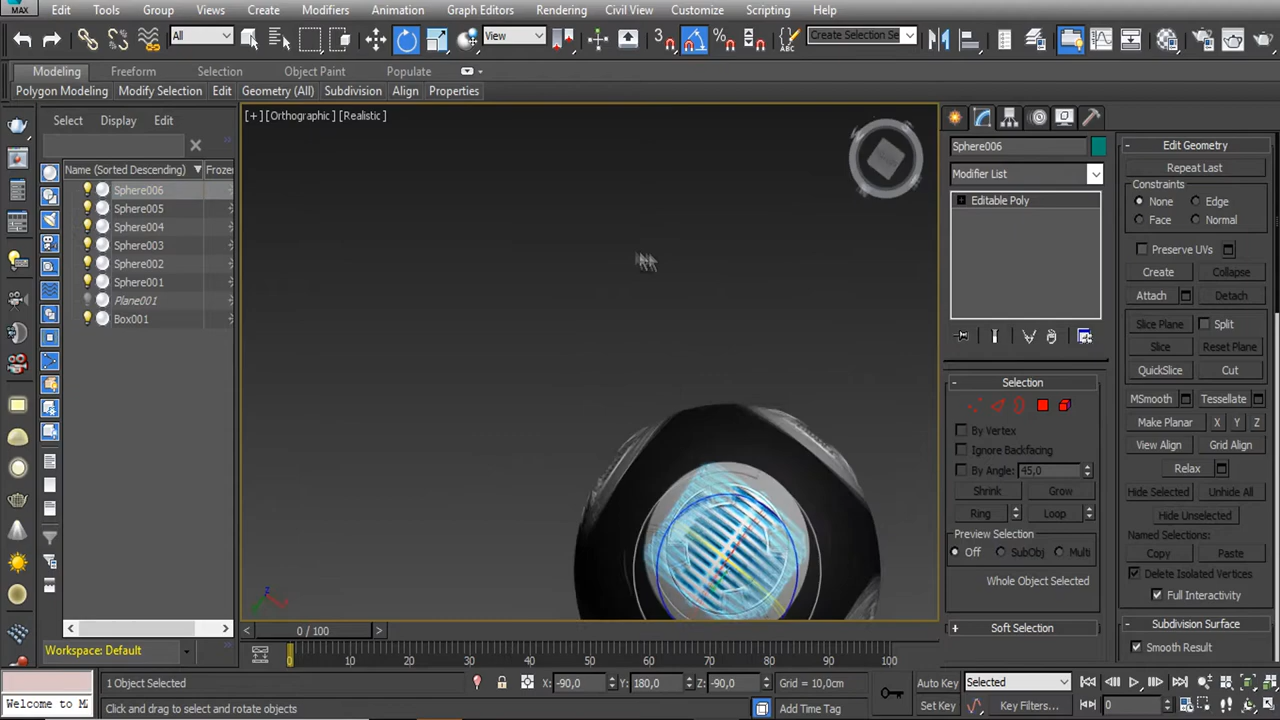 MAX
Edit Tools Group Views Create Modifiers Animation Graph Editors Rendering Civil View Customize Scripting Help
All View 3 Create Selection Se
Modeling Freeform Selection Object Paint Populate
Polygon Modeling Modify Selection Edit Geometry (All) Subdivision Align Properties
Select Display Edit
Name (Sorted Descending) Frozen
Sphere006
Sphere005
Sphere004
Sphere003
Sphere002
Sphere001
Plane001
Box001
Workspace: Default
[+] [Orthographic] [Realistic]
0 / 100
0 10 20 30 40 50 60 70 80 90 100
Sphere006
Modifier List
Editable Poly
Selection
By Vertex
Ignore Backfacing
By Angle: 45,0
Shrink Grow
Ring Loop
Preview Selection
Off SubObj Multi
Whole Object Selected
Soft Selection
Edit Geometry
Repeat Last
Constraints
None Edge
Face Normal
Preserve UVs
Create Collapse
Attach Detach
Slice Plane Split
Slice Reset Plane
QuickSlice Cut
MSmooth Tessellate
Make Planar X Y Z
View Align Grid Align
Relax
Hide Selected Unhide All
Hide Unselected
Named Selections:
Copy Paste
Delete Isolated Vertices
Full Interactivity
Subdivision Surface
Smooth Result
1 Object Selected X: -90,0 Y: 180,0 Z: -90,0 Grid = 10,0cm Auto Key Selected
Welcome to M Click and drag to select and rotate objects Add Time Tag Set Key Key Filters... 0